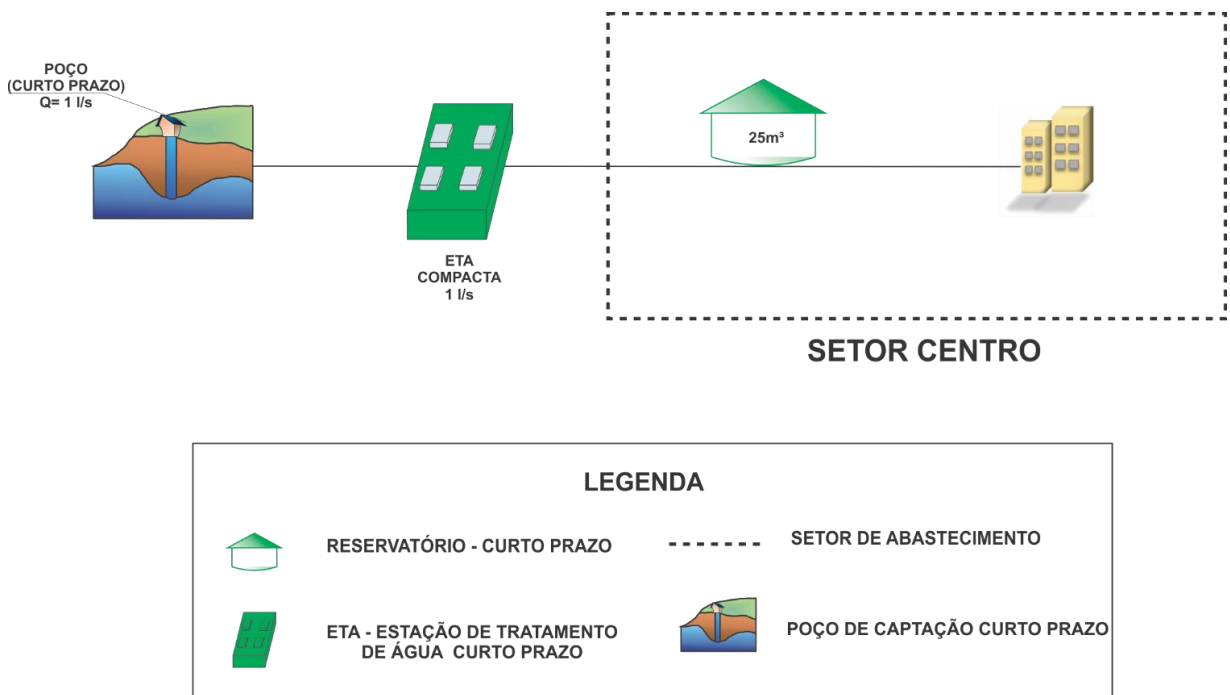 POÇO
(CURTO PRAZO)
Q= 1 l/s
25m³
ETA
COMPACTA
1 l/s
SETOR CENTRO
LEGENDA
RESERVATÓRIO - CURTO PRAZO
SETOR DE ABASTECIMENTO
ETA - ESTAÇÃO DE TRATAMENTO
DE ÁGUA CURTO PRAZO
POÇO DE CAPTAÇÃO CURTO PRAZO